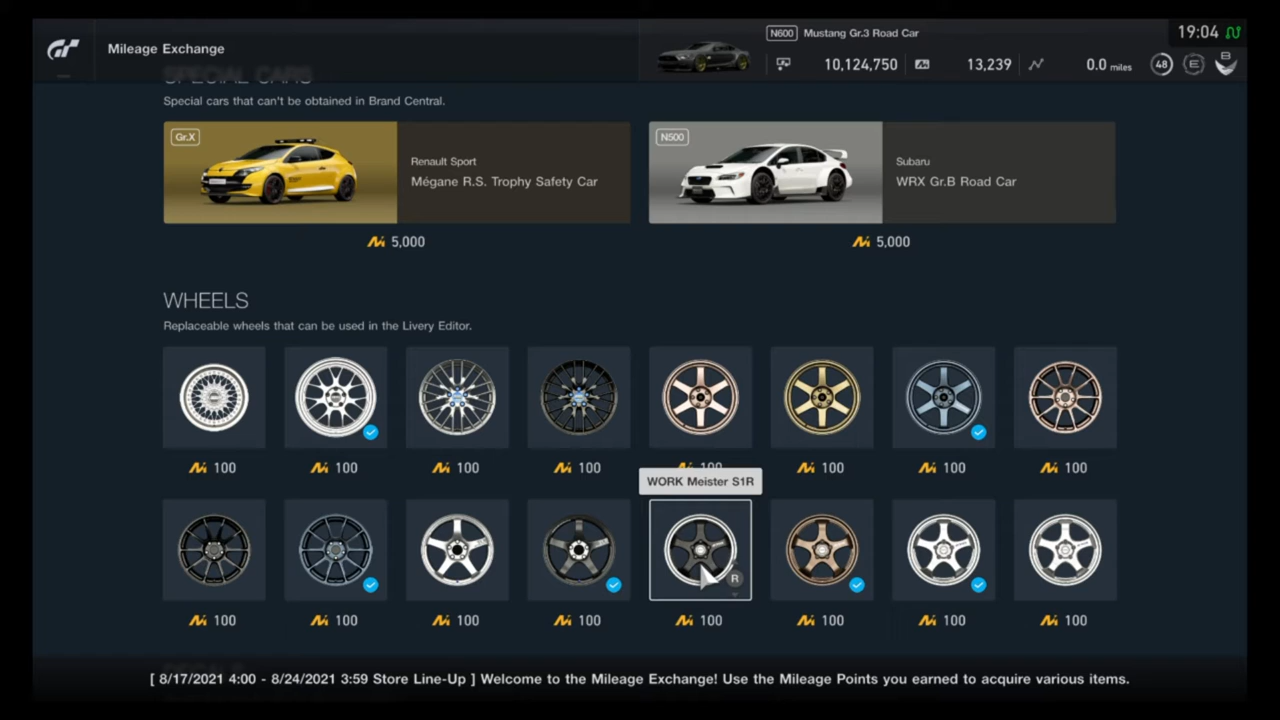 Mileage Exchange
N600 Mustang Gr.3 Road Car
19:04
10,124,750
13,239
0.0 miles
48
E
B
SPECIAL CARS
Special cars that can't be obtained in Brand Central.
Gr.X
Renault Sport
Mégane R.S. Trophy Safety Car
N500
Subaru
WRX Gr.B Road Car
5,000
5,000
WHEELS
Replaceable wheels that can be used in the Livery Editor.
100 100 100 100 100 100 100 100
WORK Meister S1R
R
100 100 100 100 100 100 100 100
[ 8/17/2021 4:00 - 8/24/2021 3:59 Store Line-Up ] Welcome to the Mileage Exchange! Use the Mileage Points you earned to acquire various items.